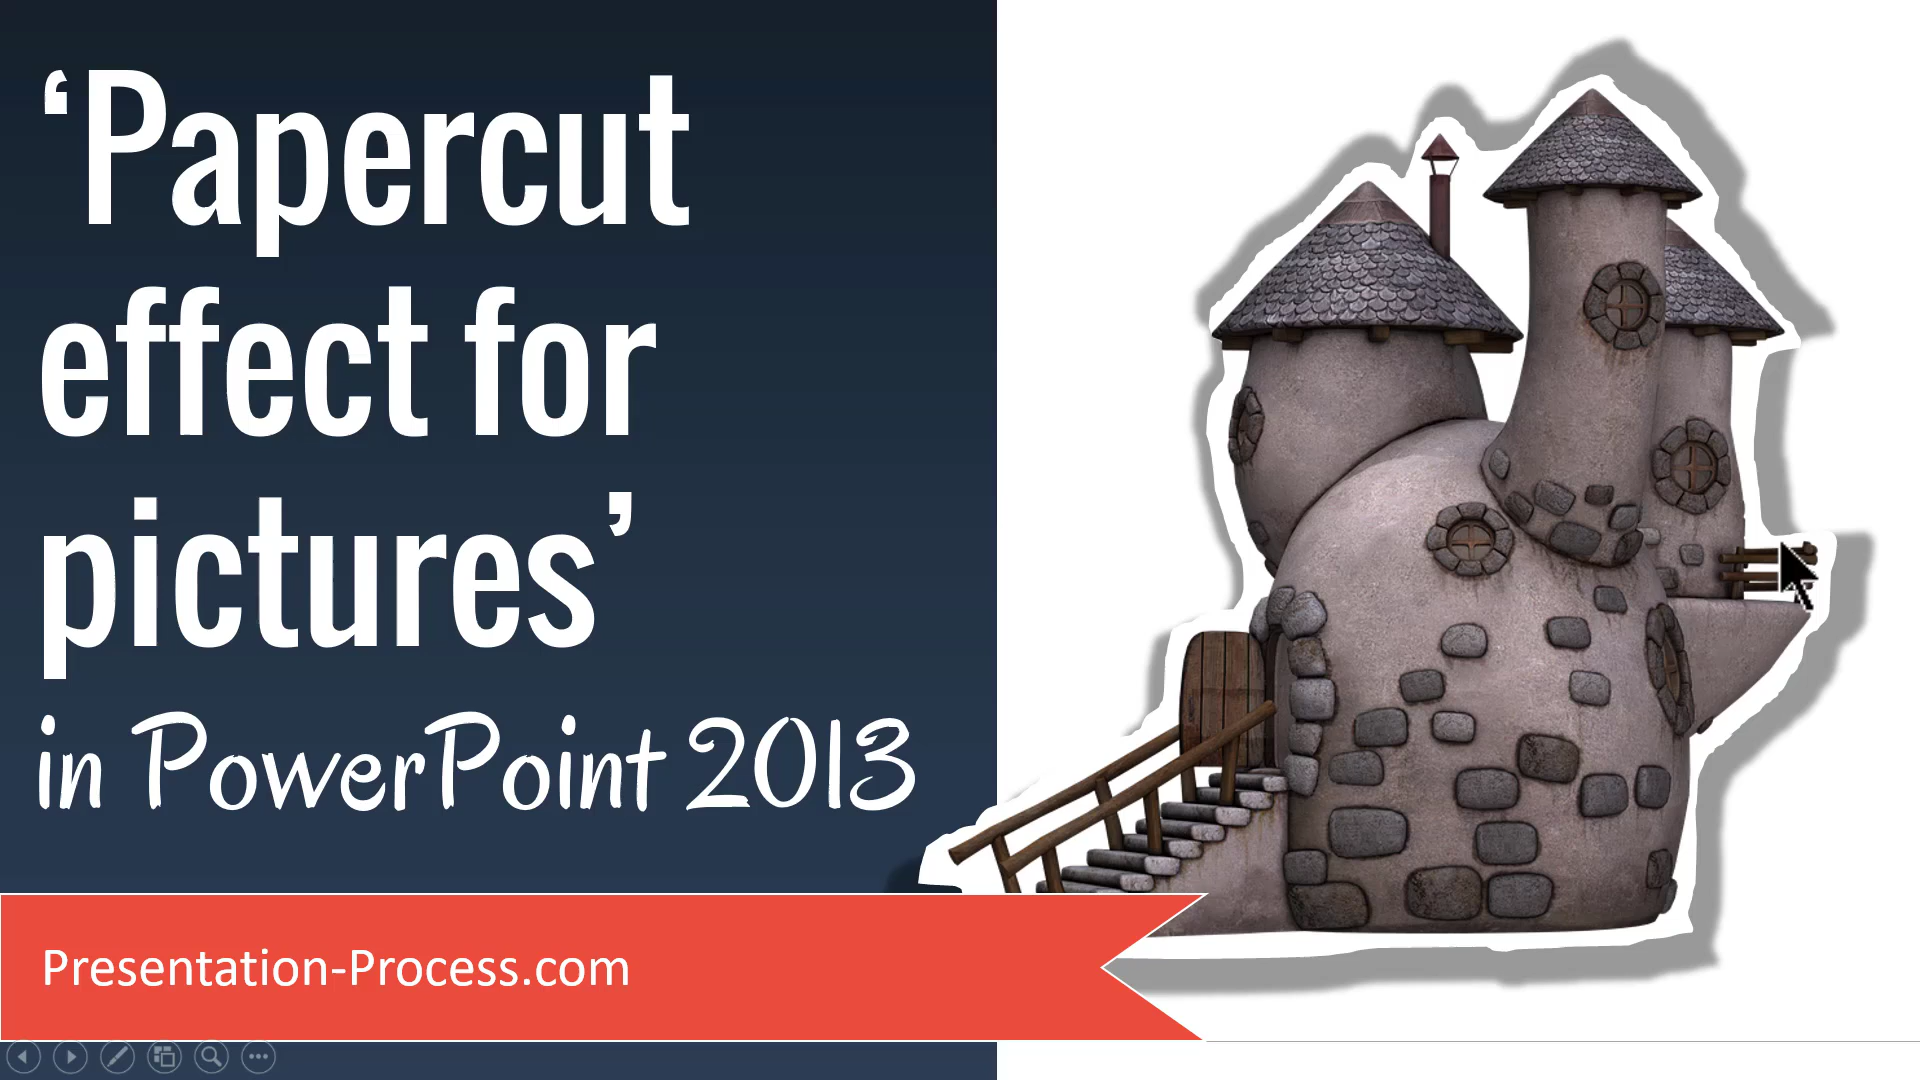 ‘Papercut
effect for
pictures’
in PowerPoint 2013
Presentation-Process.com